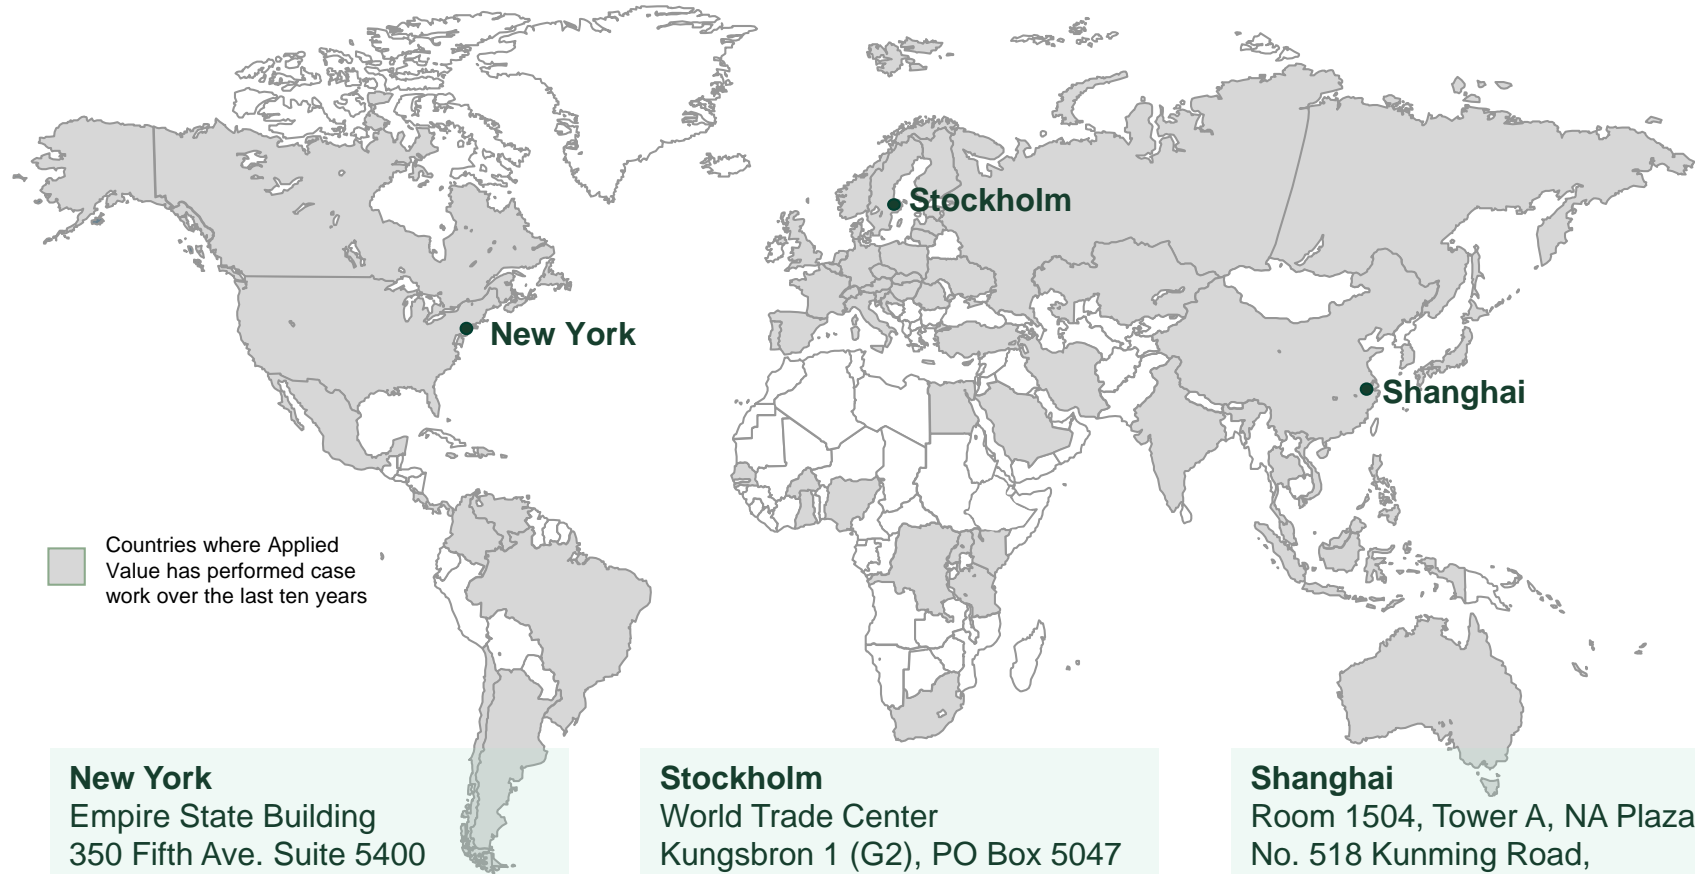 Stockholm
New York
Shanghai
Countries where Applied
Value has performed case
work over the last ten years
New York
Empire State Building
350 Fifth Ave. Suite 5400
Stockholm
World Trade Center
Kungsbron 1 (G2), PO Box 5047
Shanghai
Room 1504, Tower A, NA Plaza
No. 518 Kunming Road,